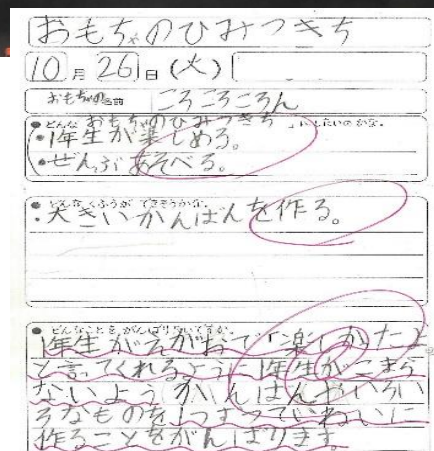 おもちゃのひみつきち
10月26日(火)
おもちゃの名前 ころころころん
●どんなおもちゃのひみつきち」にしたいのかな。
・1年生が楽しめる。
・ぜんぶあそべる。
●どんなくふうができそうかな。
・大きいかんばんを作る。
●どんなことをがんばりたいですか。
1年生がえがおで「楽しかったよ
と言てくれるように1年生がこまら
ないようかんばんやいろい
ろなものを1つずつていねいに
作ることをがんばります